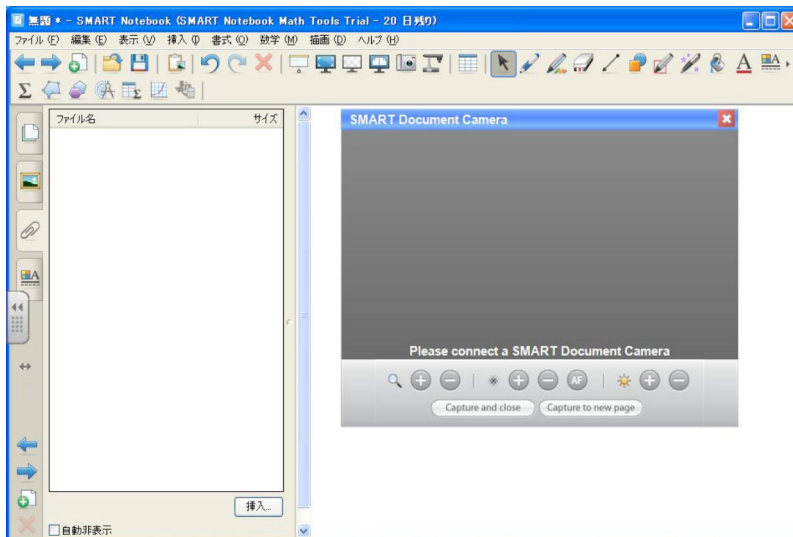 無題 * - SMART Notebook (SMART Notebook Math Tools Trial - 20 日残り)
ファイル(F) 編集(E) 表示(V) 挿入(I) 書式(O) 数学(M) 描画(D) ヘルプ(H)
ファイル名 サイズ
SMART Document Camera
Please connect a SMART Document Camera
AF
Capture and close Capture to new page
挿入...
自動非表示